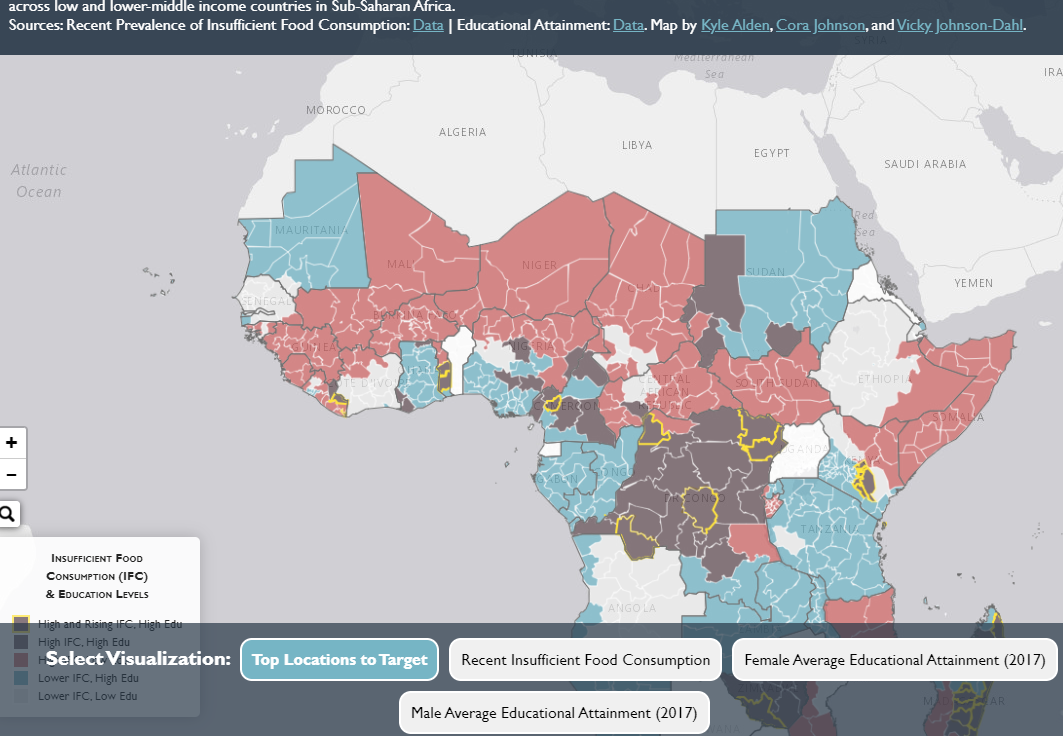 across low and lower-middle income countries in Sub-Saharan Africa.
Sources: Recent Prevalence of Insufficient Food Consumption: Data | Educational Attainment: Data. Map by Kyle Alden, Cora Johnson, and Vicky Johnson-Dahl.
TUNISIA
Mediterranean
Sea
IRA
MOROCCO
ALGERIA
LIBYA
EGYPT
SAUDI ARABIA
Atlantic
Ocean
Red
Sea
MAURITANIA
MALI
NIGER
CHAD
SUDAN
YEMEN
SENEGAL
BURKINA FASO
GUINEA
NIGERIA
CÔTE D'IVOIRE
GHANA
CENTRAL
AFRICAN
REPUBLIC
SOUTH SUDAN
ETHIOPIA
CAMEROON
SOMALIA
UGANDA
KENYA
GABON
CONGO
DR CONGO
TANZANIA
ANGOLA
+
−
Insufficient Food
Consumption (IFC)
& Education Levels
High and Rising IFC, High Edu
High IFC, High Edu
Lower IFC, High Edu
Lower IFC, Low Edu
Select Visualization:
Top Locations to Target
Recent Insufficient Food Consumption
Female Average Educational Attainment (2017)
Male Average Educational Attainment (2017)